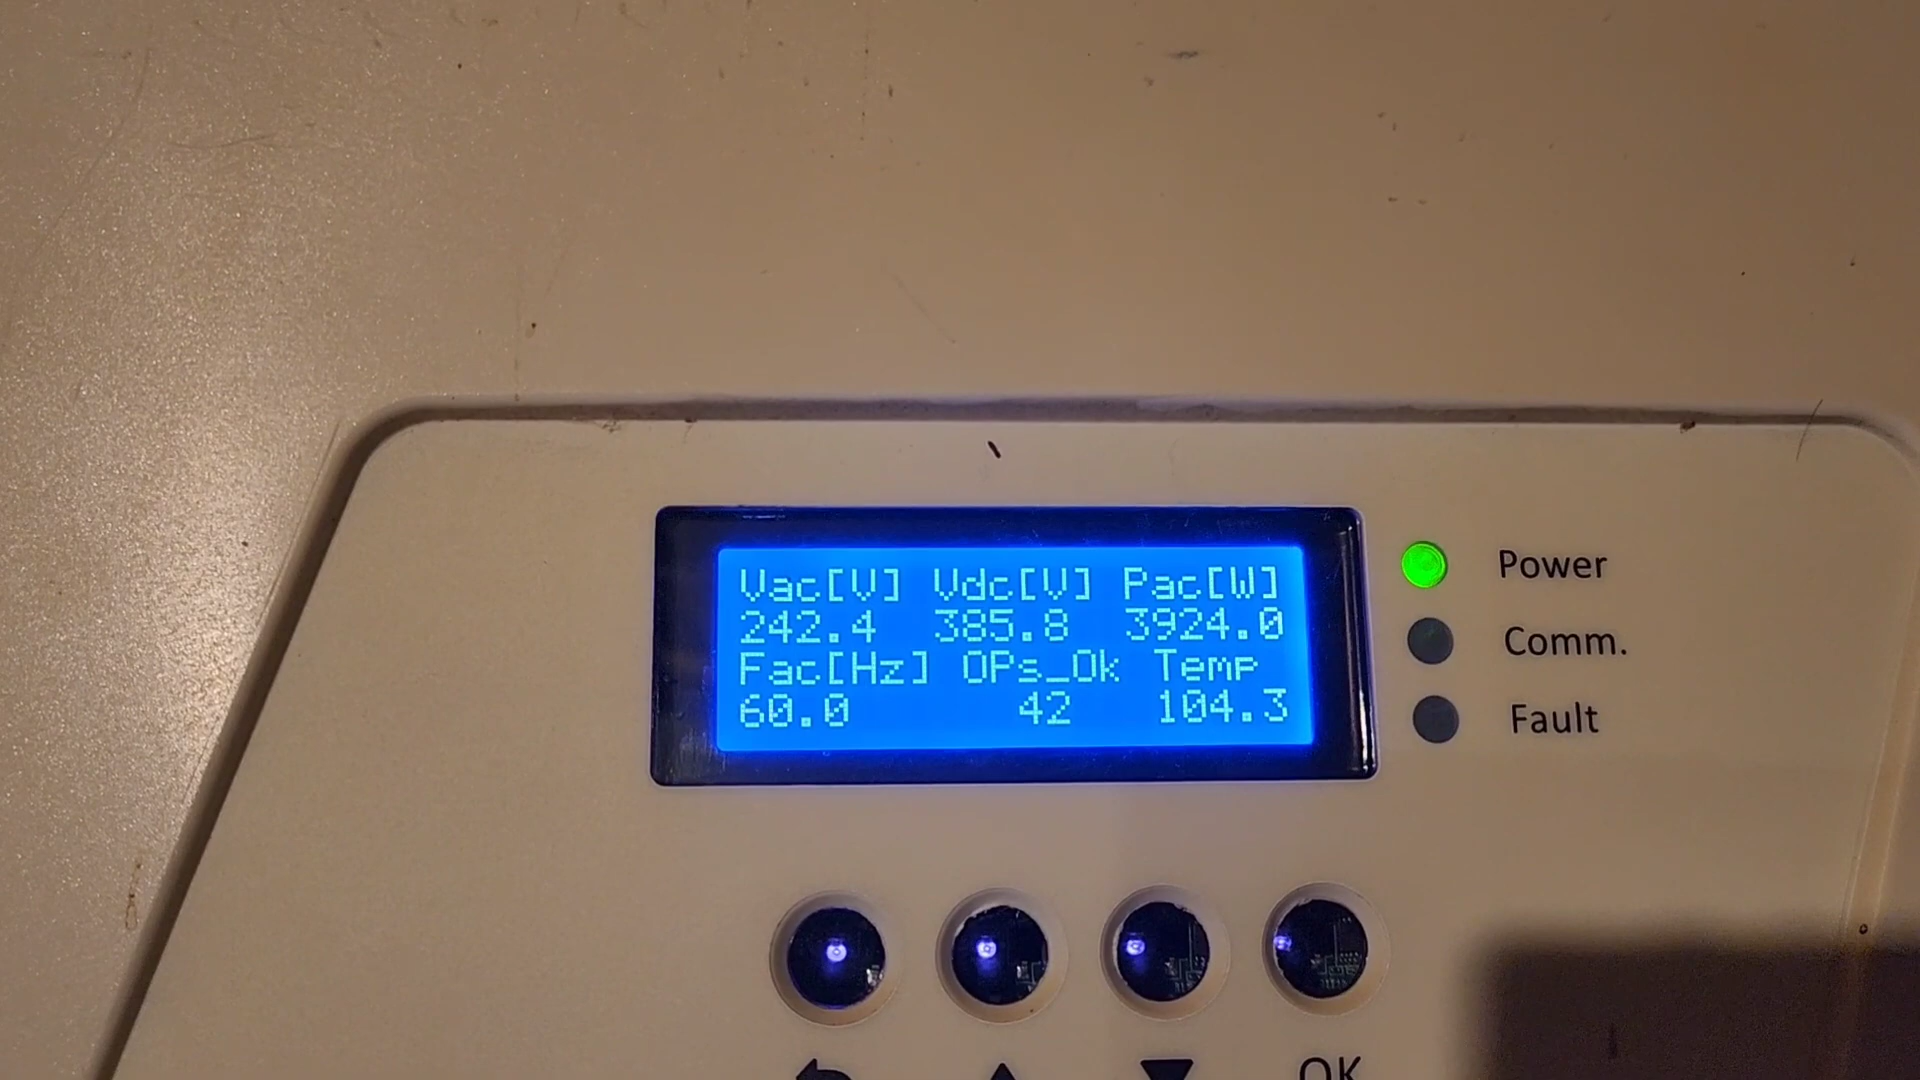 Vac[V] Vdc[V] Pac[W]
242.4 385.8 3924.0
Fac[Hz] OPs_Ok Temp
60.0 42 104.3
Power
Comm.
Fault
OK